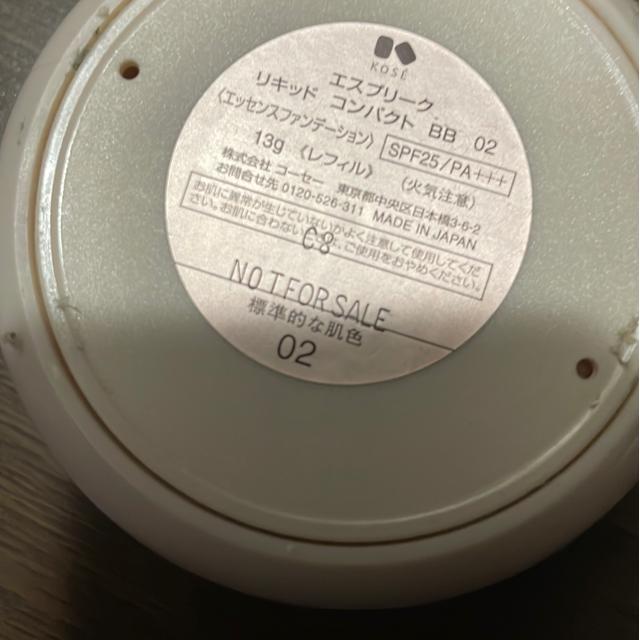 KOSÉ
エスプリーク
リキッド コンパクト BB 02
〈エッセンスファンデーション〉 SPF25/PA+++
13g 〈レフィル〉 (火気注意)
株式会社 コーセー 東京都中央区日本橋3-6-2
お問合せ先 0120-526-311 MADE IN JAPAN
お肌に異常が生じていないかよく注意して使用してくだ
さい。お肌に合わない は、ご使用をおやめください。
NOT FOR SALE
標準的な肌色
02